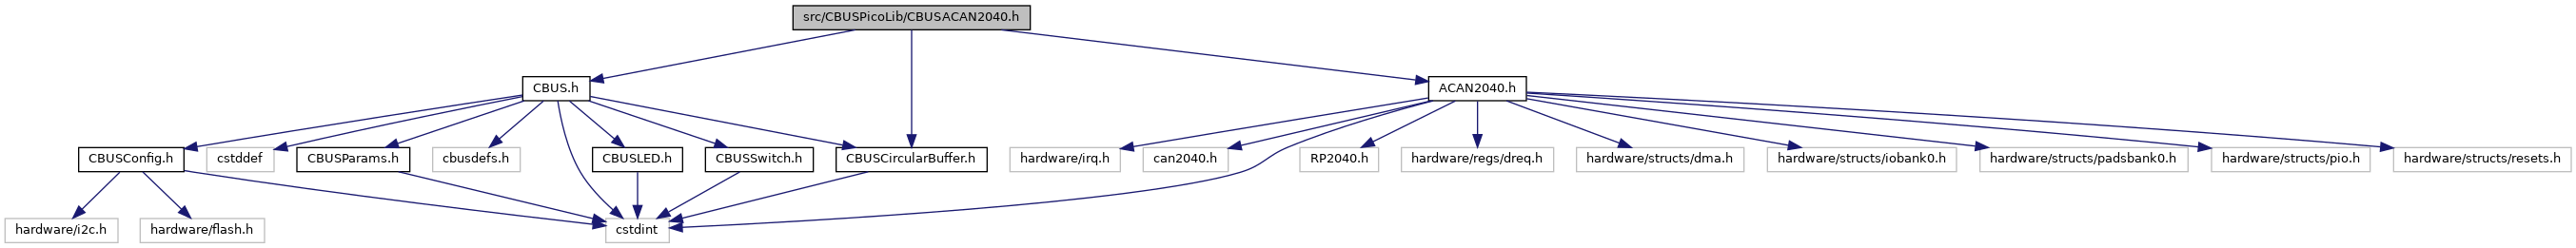 src/CBUSPicoLib/CBUSACAN2040.h
CBUS.h
ACAN2040.h
CBUSConfig.h
cstddef
CBUSParams.h
cbusdefs.h
CBUSLED.h
CBUSSwitch.h
CBUSCircularBuffer.h
hardware/irq.h
can2040.h
RP2040.h
hardware/regs/dreq.h
hardware/structs/dma.h
hardware/structs/iobank0.h
hardware/structs/padsbank0.h
hardware/structs/pio.h
hardware/structs/resets.h
hardware/i2c.h
hardware/flash.h
cstdint